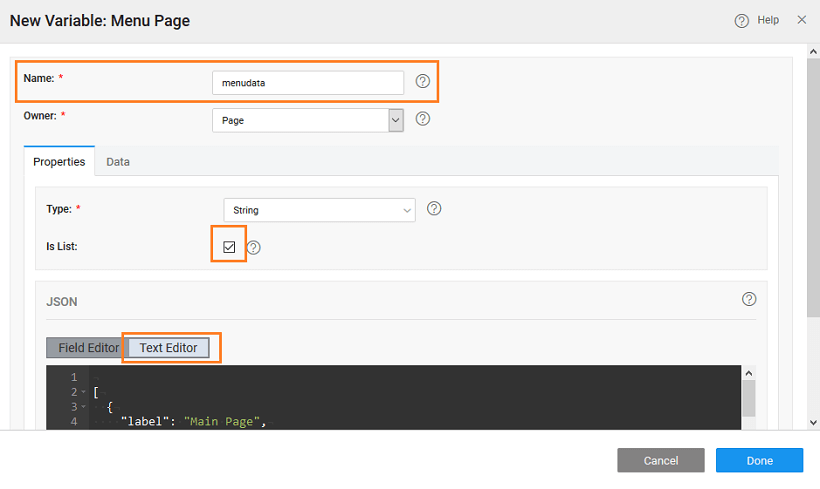 New Variable: Menu Page
Help
Name: *
menudata
Owner: *
Page
Properties Data
Type: *
String
Is List:
JSON
Field Editor Text Editor
1
2 [
3 {
4 "label": "Main Page",
Cancel Done